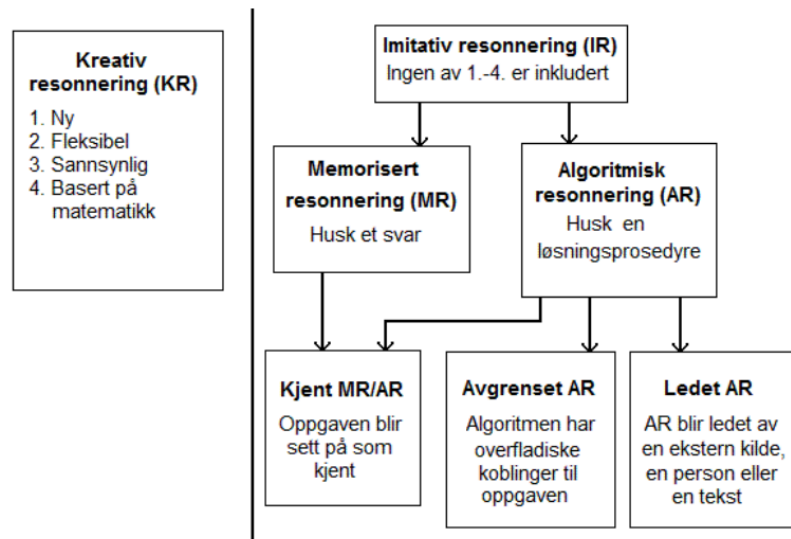 Kreativ
resonnering (KR)
1. Ny
2. Fleksibel
3. Sannsynlig
4. Basert på
matematikk
Imitativ resonnering (IR)
Ingen av 1.-4. er inkludert
Memorisert
resonnering (MR)
Husk et svar
Algoritmisk
resonnering (AR)
Husk en
løsningsprosedyre
Kjent MR/AR
Oppgaven blir
sett på som
kjent
Avgrenset AR
Algoritmen har
overfladiske
koblinger til
oppgaven
Ledet AR
AR blir ledet av
en ekstern kilde,
en person eller
en tekst